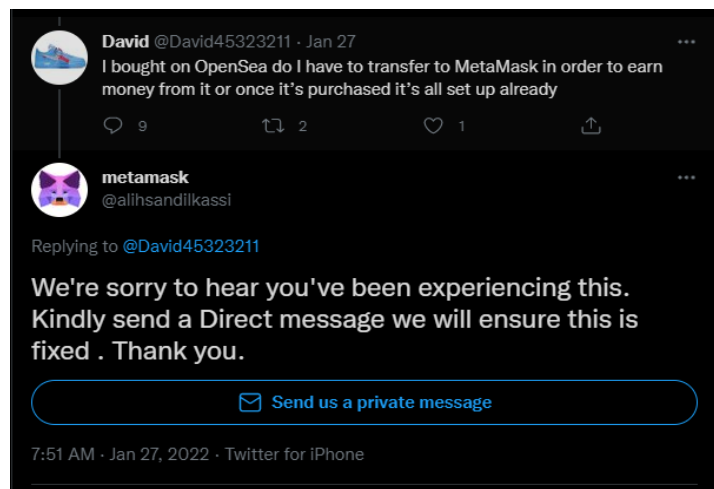 David @David45323211 · Jan 27
I bought on OpenSea do I have to transfer to MetaMask in order to earn
money from it or once it's purchased it's all set up already
9 2 1
metamask
@alihsandilkassi
Replying to @David45323211
We're sorry to hear you've been experiencing this.
Kindly send a Direct message we will ensure this is
fixed . Thank you.
Send us a private message
7:51 AM · Jan 27, 2022 · Twitter for iPhone